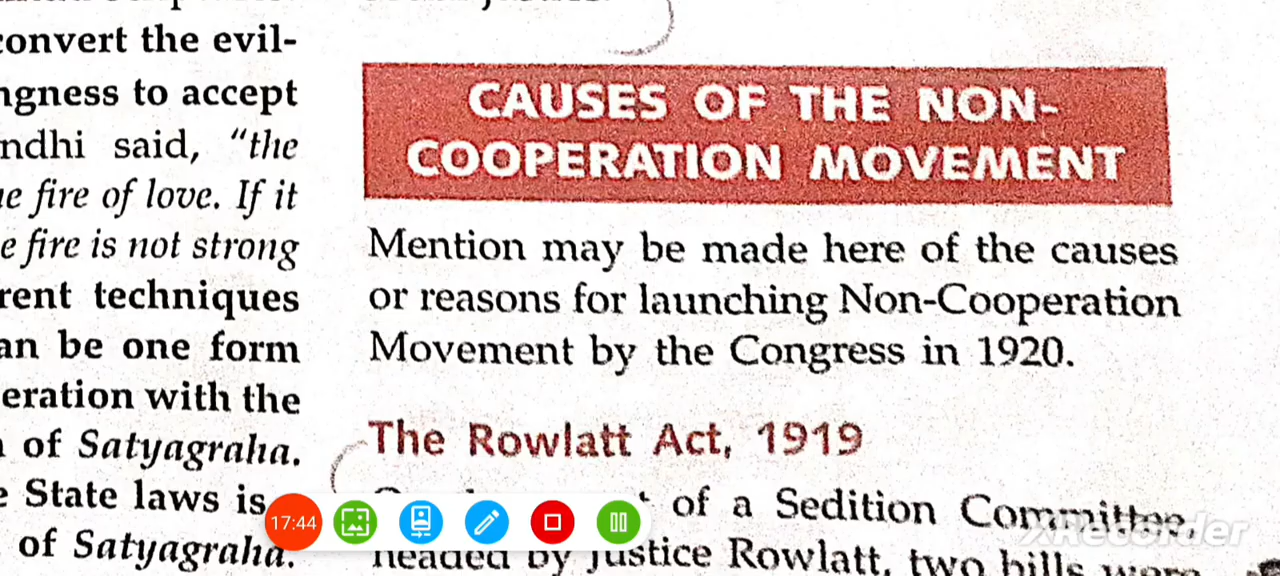 convert the evil-
ngness to accept
ndhi said, "the
e fire of love. If it
e fire is not strong
rent techniques
an be one form
eration with the
of Satyagraha.
State laws is
of Satyagraha.
CAUSES OF THE NON-
COOPERATION MOVEMENT
Mention may be made here of the causes
or reasons for launching Non-Cooperation
Movement by the Congress in 1920.
The Rowlatt Act, 1919
of a Sedition Committee,
headed by Justice Rowlatt, two bills were
17:44
XRecorder